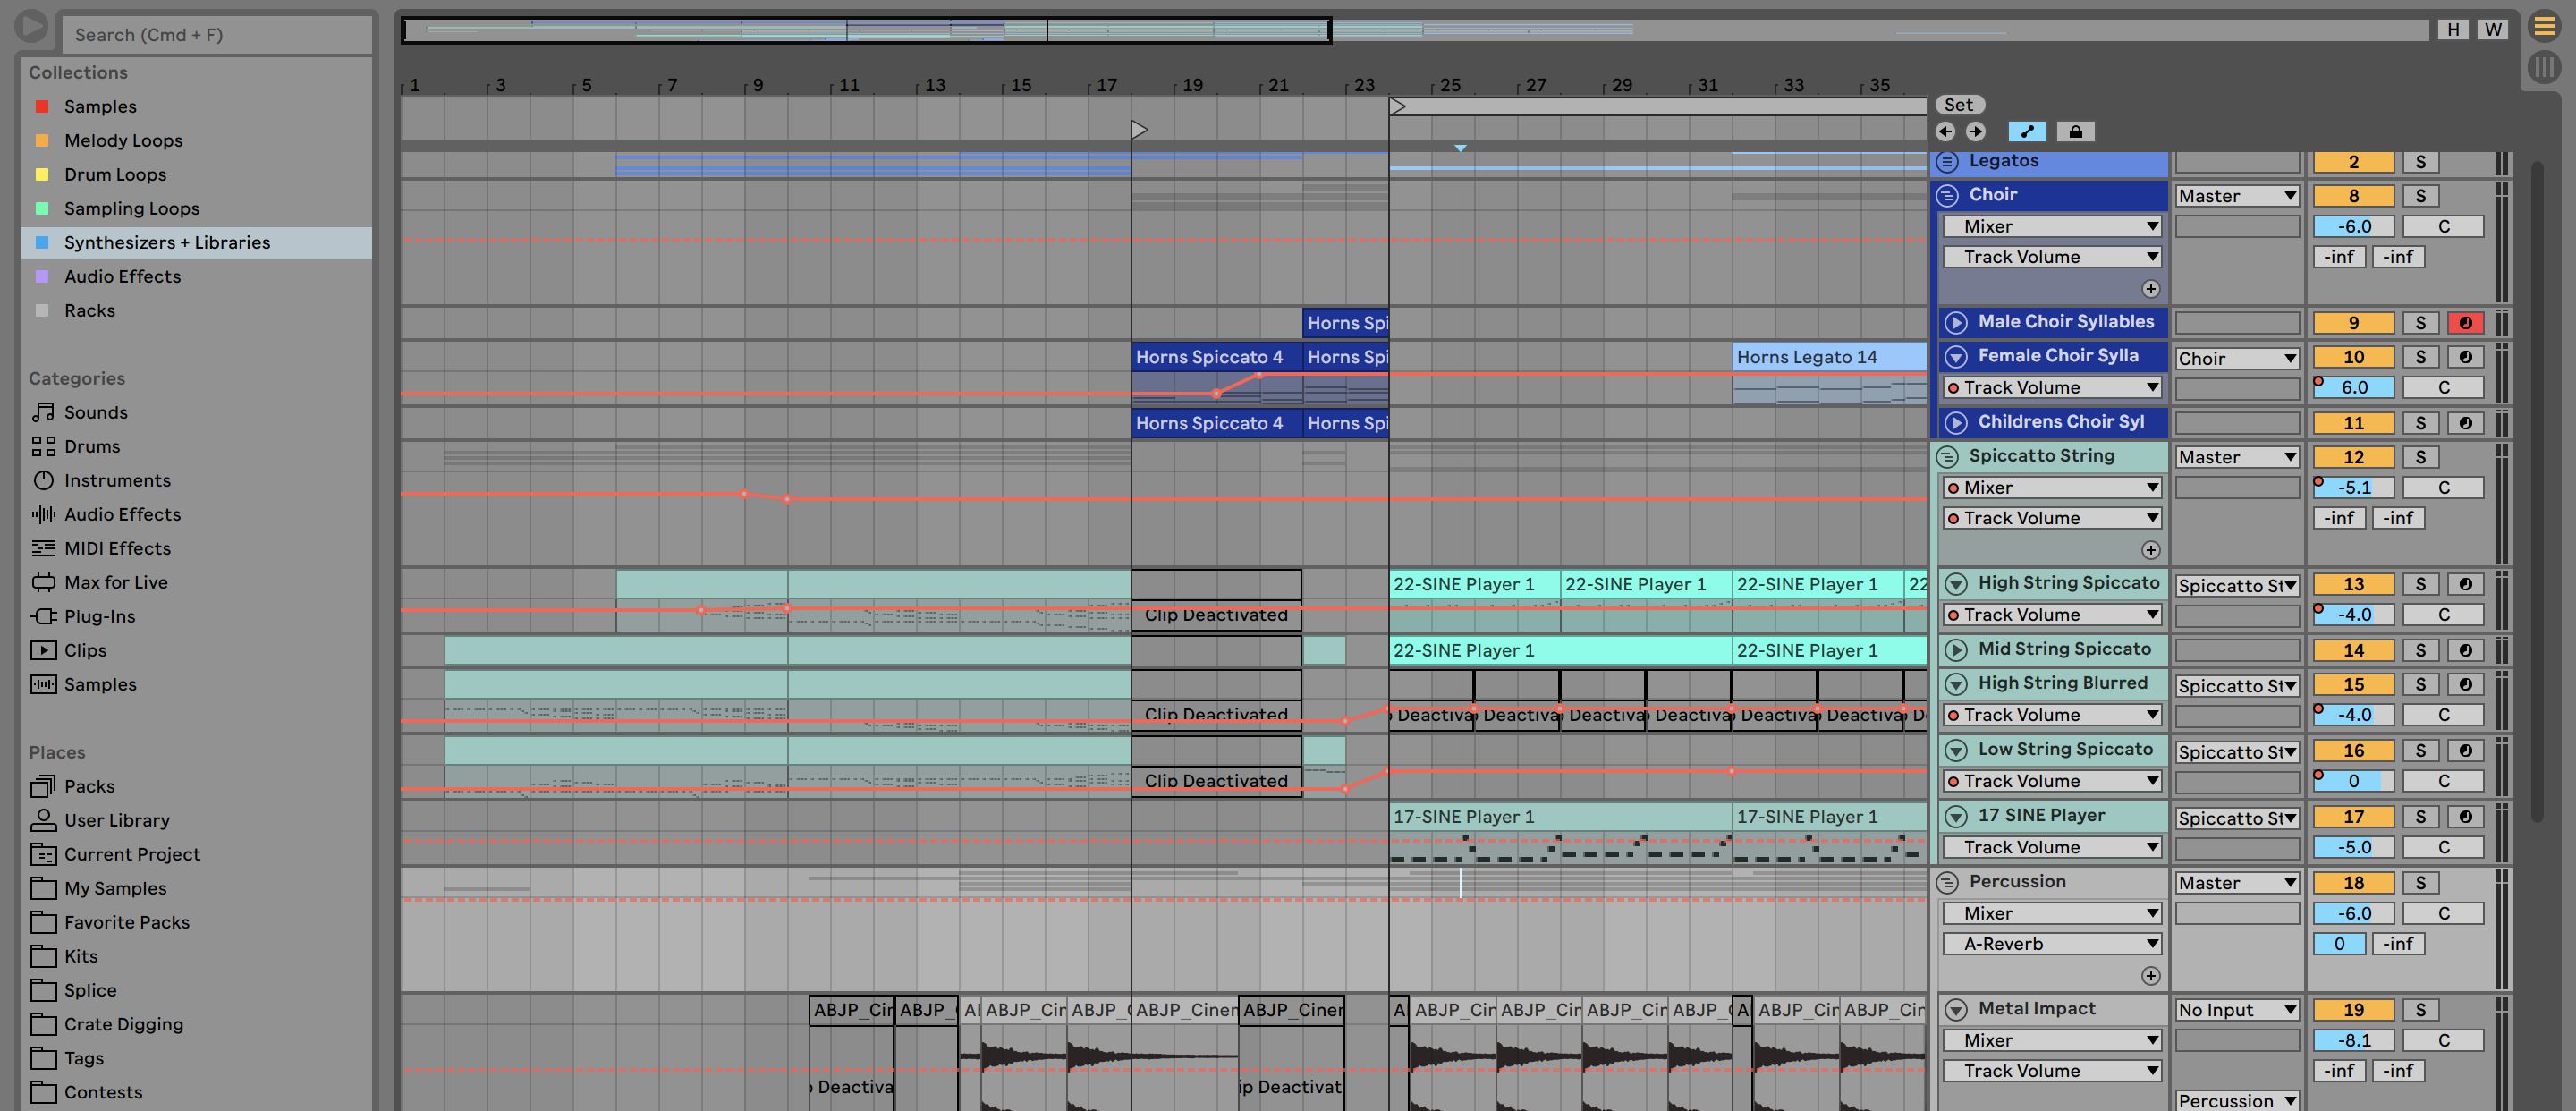 Search (Cmd + F)
H W
Collections
Samples
Melody Loops
Drum Loops
Sampling Loops
Synthesizers + Libraries
Audio Effects
Racks
Categories
Sounds
Drums
Instruments
Audio Effects
MIDI Effects
Max for Live
Plug-Ins
Clips
Samples
Places
Packs
User Library
Current Project
My Samples
Favorite Packs
Kits
Splice
Crate Digging
Tags
Contests
1 3 5 7 9 11 13 15 17 19 21 23 25 27 29 31 33 35
Set
Legatos 2 S
Choir Master 8 S
Mixer -6.0 C
Track Volume -inf -inf
Horns Spi
Male Choir Syllables 9 S
Horns Spiccato 4 Horns Spi Horns Legato 14
Female Choir Sylla Choir 10 S
Track Volume 6.0 C
Horns Spiccato 4 Horns Spi
Childrens Choir Syl 11 S
Spiccatto String Master 12 S
Mixer -5.1 C
Track Volume -inf -inf
22-SINE Player 1 22-SINE Player 1 22-SINE Player 1 22
High String Spiccato Spiccatto St 13 S
Clip Deactivated
Track Volume -4.0 C
22-SINE Player 1 22-SINE Player 1
Mid String Spiccato 14 S
High String Blurred Spiccatto St 15 S
Clip Deactivated Deactiva Deactiva Deactiva Deactiva Deactiva Deactiva D
Track Volume -4.0 C
Low String Spiccato Spiccatto St 16 S
Clip Deactivated
Track Volume 0 C
17-SINE Player 1 17-SINE Player 1
17 SINE Player Spiccatto St 17 S
Track Volume -5.0 C
Percussion Master 18 S
Mixer -6.0 C
A-Reverb 0 -inf
ABJP_Cin ABJP_ Al ABJP_Cin ABJP_ ABJP_Cinem ABJP_Cinem A ABJP_Cin ABJP_Cin ABJP_Cin ABJP_ A ABJP_Cin ABJP_Cin
Metal Impact No Input 19 S
Mixer -8.1 C
Deactiva ip Deactivat
Track Volume -inf -inf
Percussion